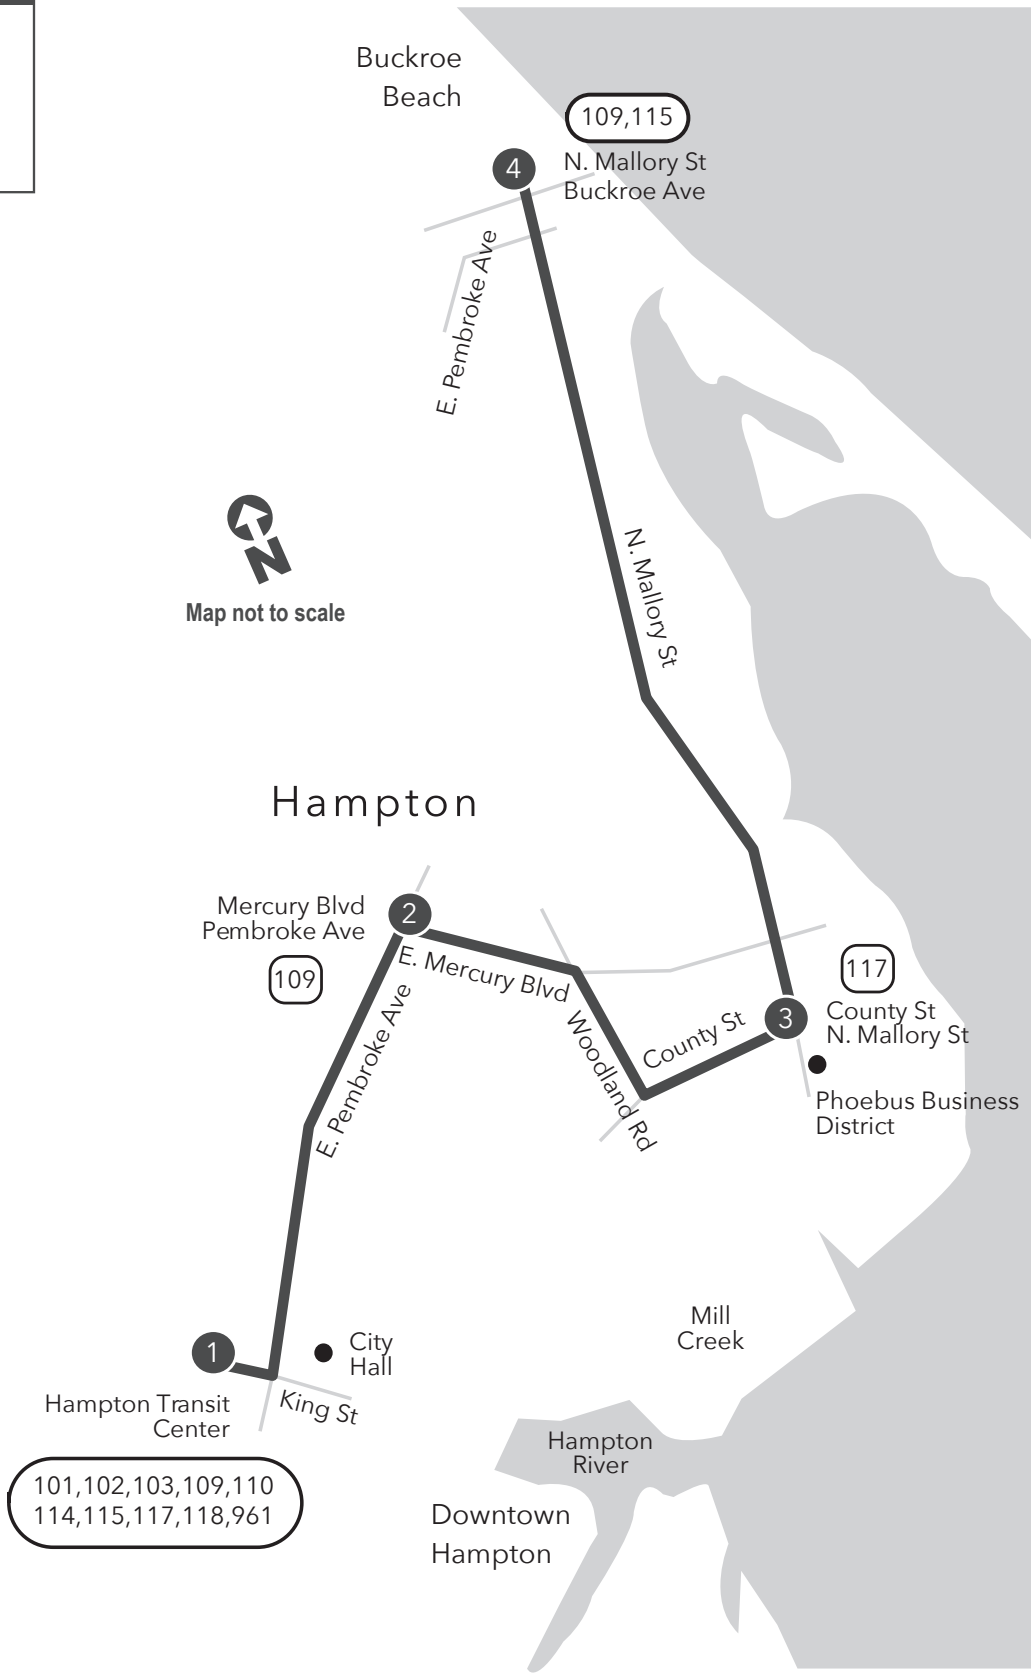 Buckroe
Beach
109,115
4
N. Mallory St
Buckroe Ave
E. Pembroke Ave
N. Mallory St
N
Map not to scale
Hampton
Mercury Blvd
Pembroke Ave
2
109
E. Mercury Blvd
E. Pembroke Ave
Woodland Rd
County St
3
117
County St
N. Mallory St
Phoebus Business
District
1
City
Hall
Hampton Transit
Center
King St
101,102,103,109,110
114,115,117,118,961
Mill
Creek
Hampton
River
Downtown
Hampton